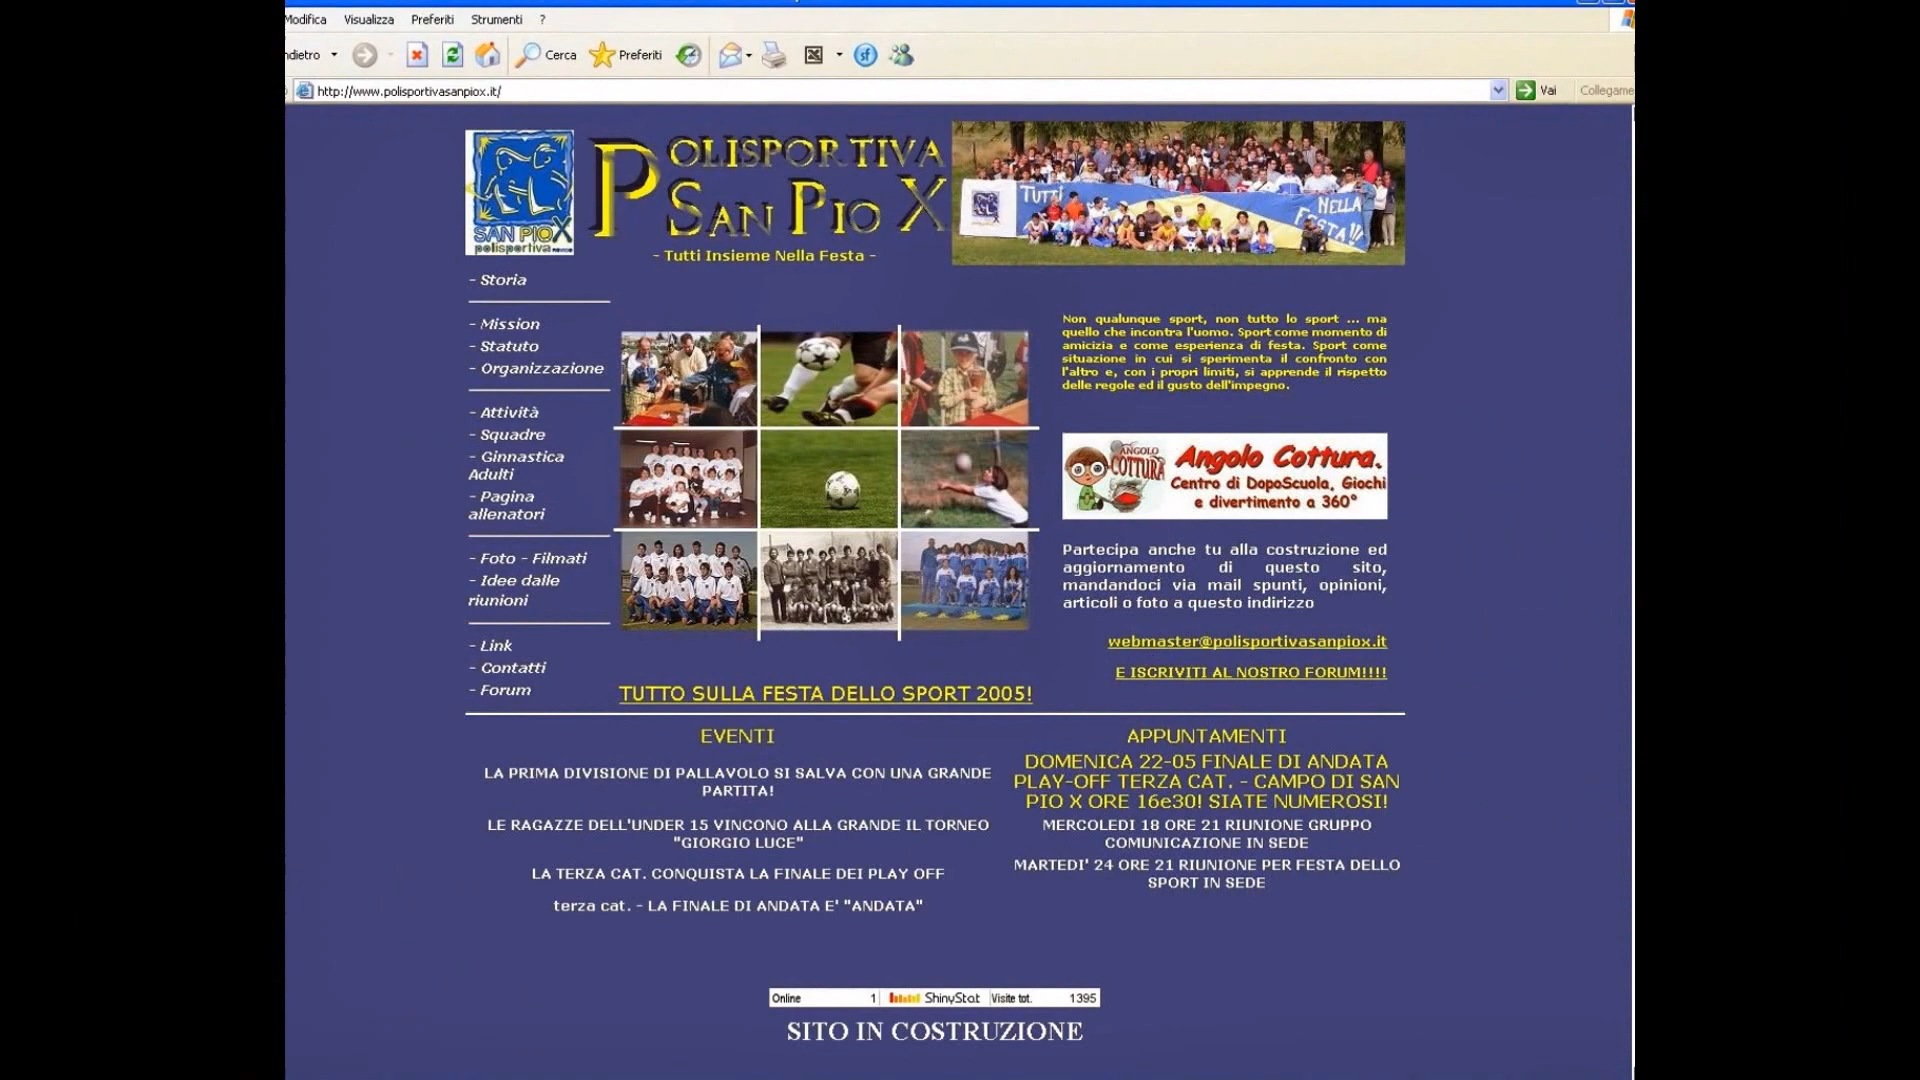 Modifica Visualizza Preferiti Strumenti ?
ndietro Cerca Preferiti
http://www.polisportivasanpiox.it/ Vai Collegame
SAN PIOX
polisportiva
POLISPORTIVA
SAN PIO X
- Tutti Insieme Nella Festa -
TUTTI
NELLA
FESTA!!!
- Storia
- Mission
- Statuto
- Organizzazione
- Attività
- Squadre
- Ginnastica
Adulti
- Pagina
allenatori
- Foto - Filmati
- Idee dalle
riunioni
- Link
- Contatti
- Forum
Non qualunque sport, non tutto lo sport ... ma
quello che incontra l'uomo. Sport come momento di
amicizia e come esperienza di festa. Sport come
situazione in cui si sperimenta il confronto con
l'altro e, con i propri limiti, si apprende il rispetto
delle regole ed il gusto dell'impegno.
ANGOLO
COTTURA
Angolo Cottura.
Centro di DopoScuola, Giochi
e divertimento a 360°
Partecipa anche tu alla costruzione ed
aggiornamento di questo sito,
mandandoci via mail spunti, opinioni,
articoli o foto a questo indirizzo
webmaster@polisportivasanpiox.it
E ISCRIVITI AL NOSTRO FORUM!!!!
TUTTO SULLA FESTA DELLO SPORT 2005!
EVENTI
LA PRIMA DIVISIONE DI PALLAVOLO SI SALVA CON UNA GRANDE
PARTITA!
LE RAGAZZE DELL'UNDER 15 VINCONO ALLA GRANDE IL TORNEO
"GIORGIO LUCE"
LA TERZA CAT. CONQUISTA LA FINALE DEI PLAY OFF
terza cat. - LA FINALE DI ANDATA E' "ANDATA"
APPUNTAMENTI
DOMENICA 22-05 FINALE DI ANDATA
PLAY-OFF TERZA CAT. - CAMPO DI SAN
PIO X ORE 16e30! SIATE NUMEROSI!
MERCOLEDI 18 ORE 21 RIUNIONE GRUPPO
COMUNICAZIONE IN SEDE
MARTEDI' 24 ORE 21 RIUNIONE PER FESTA DELLO
SPORT IN SEDE
Online 1 ShinyStat Visite tot. 1395
SITO IN COSTRUZIONE